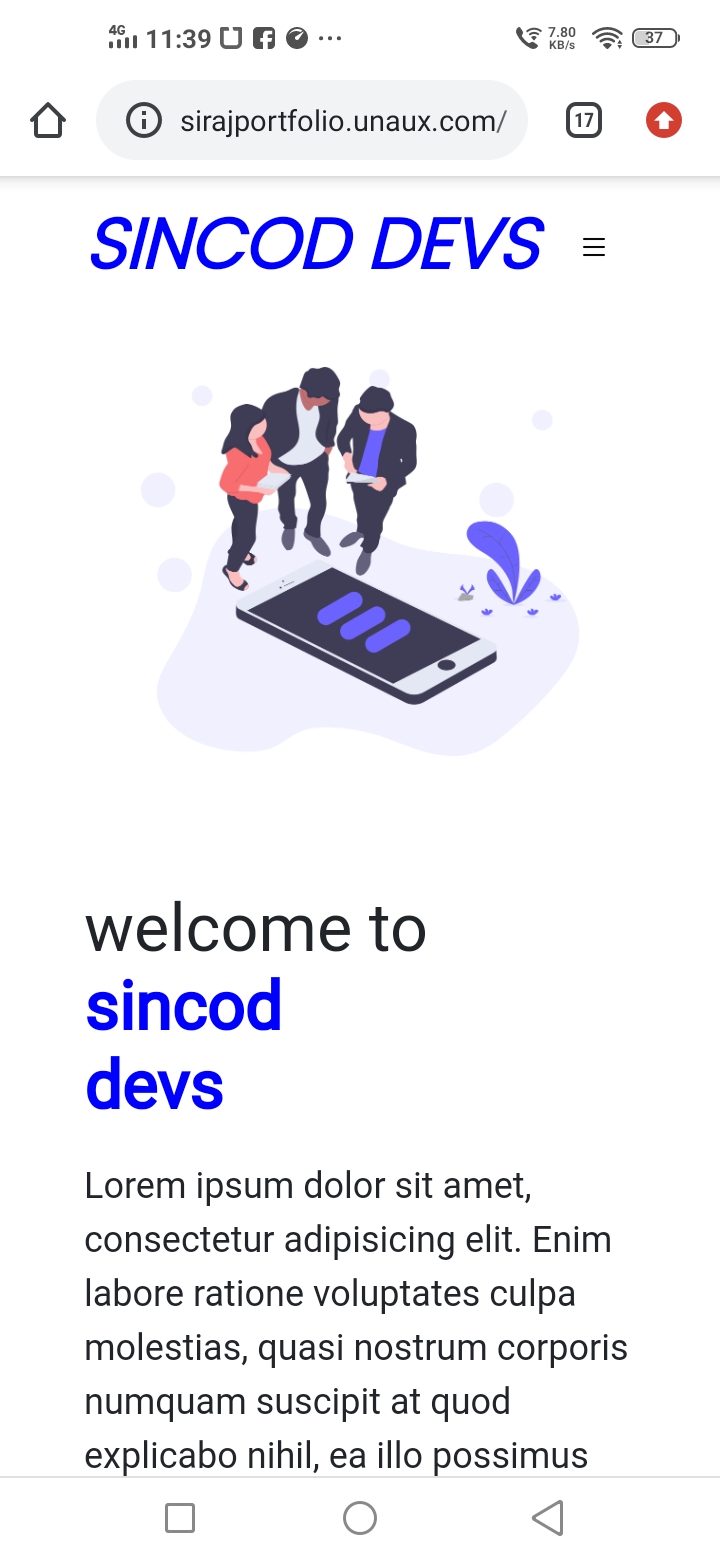 4G 11:39 7.80 KB/s 37
sirajportfolio.unaux.com/ 17
SINCOD DEVS
welcome to
sincod
devs
Lorem ipsum dolor sit amet,
consectetur adipisicing elit. Enim
labore ratione voluptates culpa
molestias, quasi nostrum corporis
numquam suscipit at quod
explicabo nihil, ea illo possimus